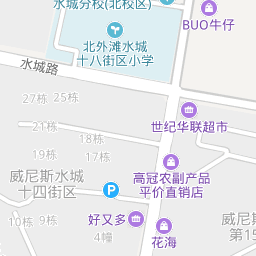 水城分校(北校区)
BUO牛仔
北外滩水城
十八街区小学
水城路
27栋
25栋
世纪华联超市
21栋
18栋
19栋
17栋
高冠农副产品
平价直销店
威尼斯水城
十四街区
威尼斯
第15
10栋
9栋
好又多
4幢
花海